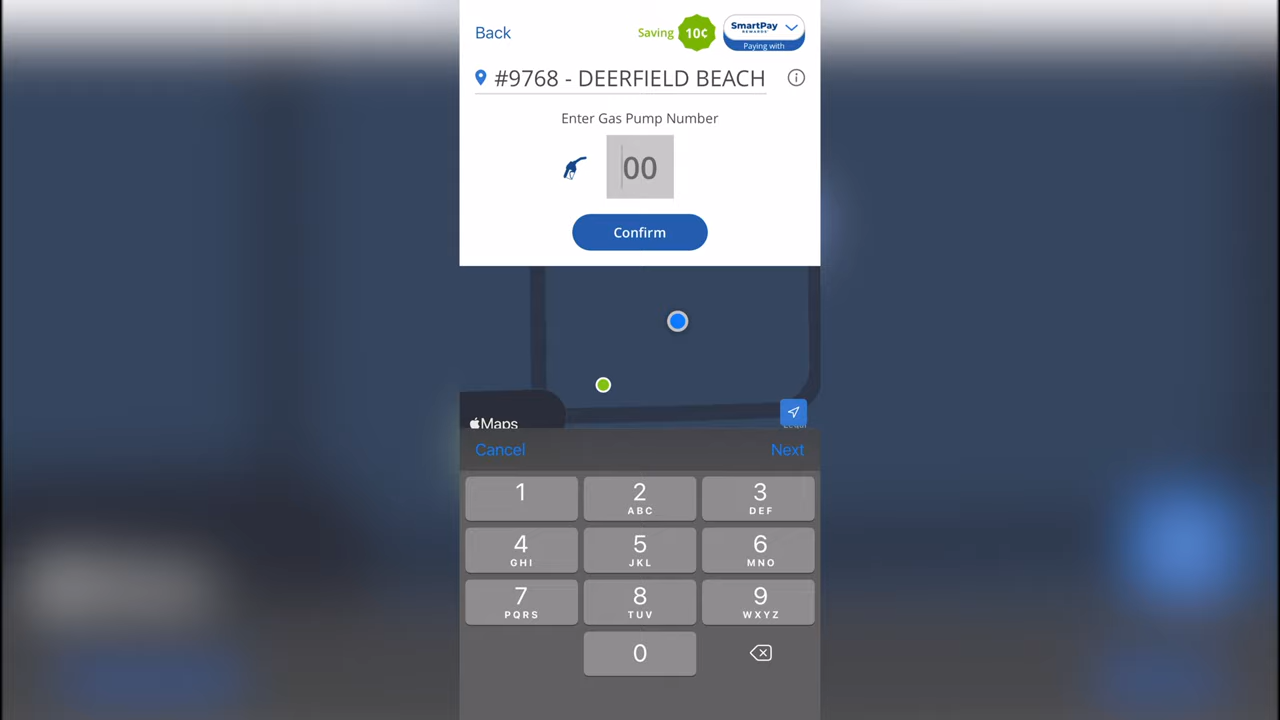 Back
Saving 10¢
SmartPay
REWARDS
Paying with
#9768 - DEERFIELD BEACH
Enter Gas Pump Number
00
Confirm
Maps
Cancel
Next
1
2
ABC
3
DEF
4
GHI
5
JKL
6
MNO
7
PQRS
8
TUV
9
WXYZ
0